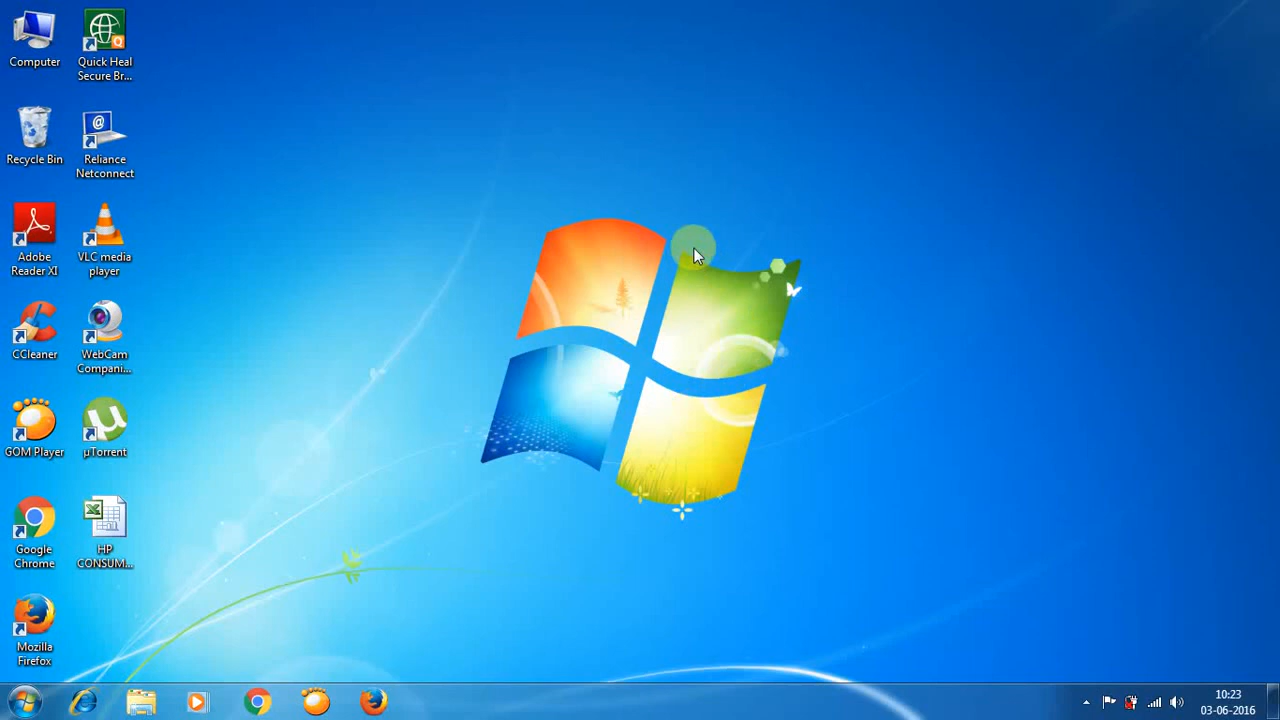 Computer
Quick Heal
Secure Br...
Recycle Bin
@
Reliance
Netconnect
Adobe
Reader XI
VLC media
player
CCleaner
WebCam
Compani...
GOM Player
µ
µTorrent
Google
Chrome
HP
CONSUM...
Mozilla
Firefox
10:23
03-06-2016